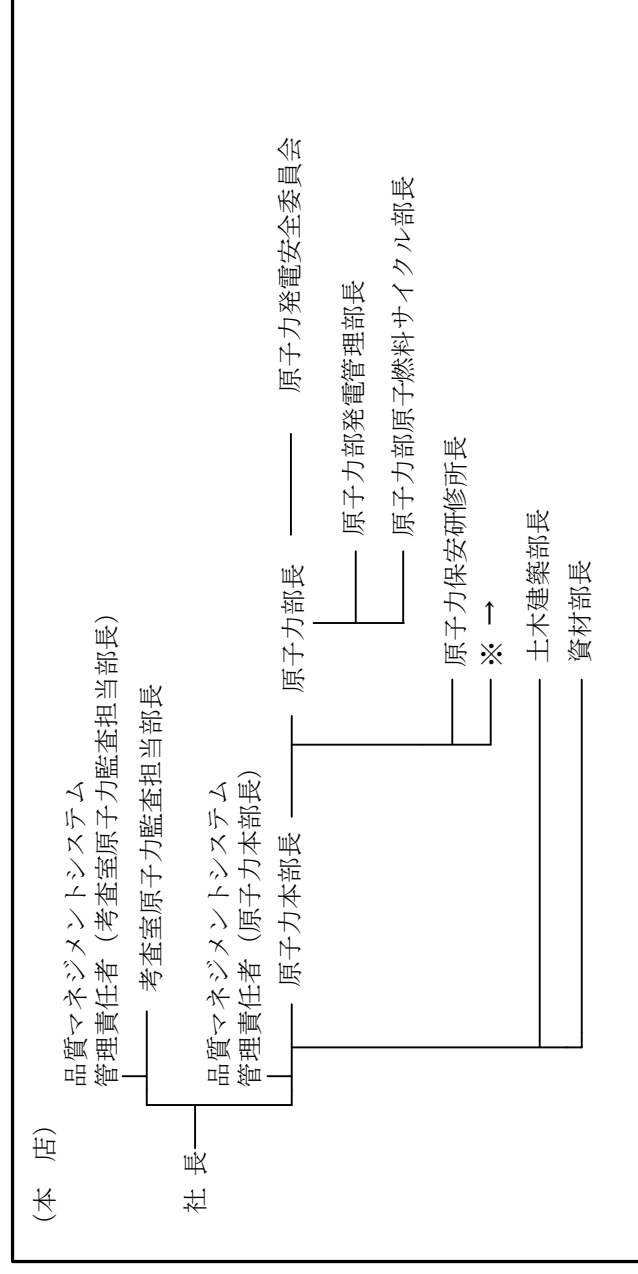 (本　店)
品質マネジメントシステム
管理責任者（考査室原子力監査担当部長）
考査室原子力監査担当部長
社 長
品質マネジメントシステム
管理責任者（原子力本部長）
原子力本部長
原子力部長
原子力発電安全委員会
原子力部発電管理部長
原子力部原子燃料サイクル部長
原子力保安研修所長
※→
土木建築部長
資材部長